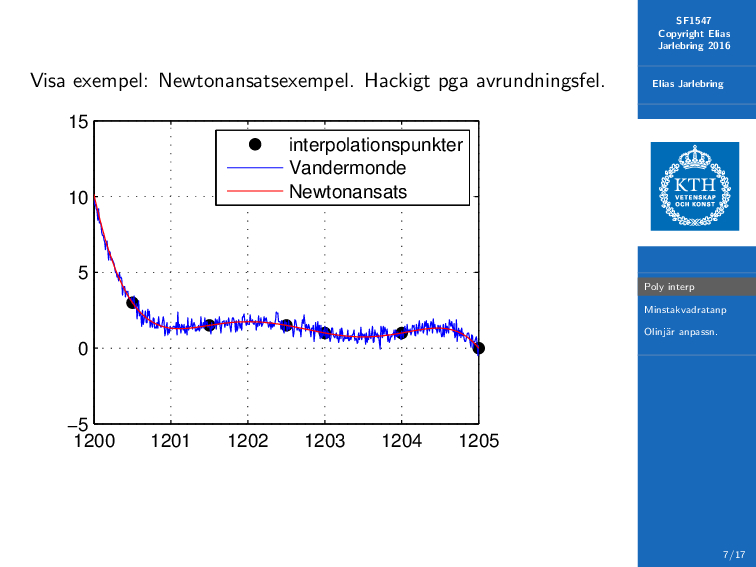 Visa exempel: Newtonansatsexempel. Hackigt pga avrundningsfel.
15
10
5
0
−5
1200 1201 1202 1203 1204 1205
interpolationspunkter
Vandermonde
Newtonansats
SF1547
Copyright Elias
Jarlebring 2016
Elias Jarlebring
KTH
VETENSKAP
OCH KONST
Poly interp
Minstakvadratanp
Olinjär anpassn.
7/17